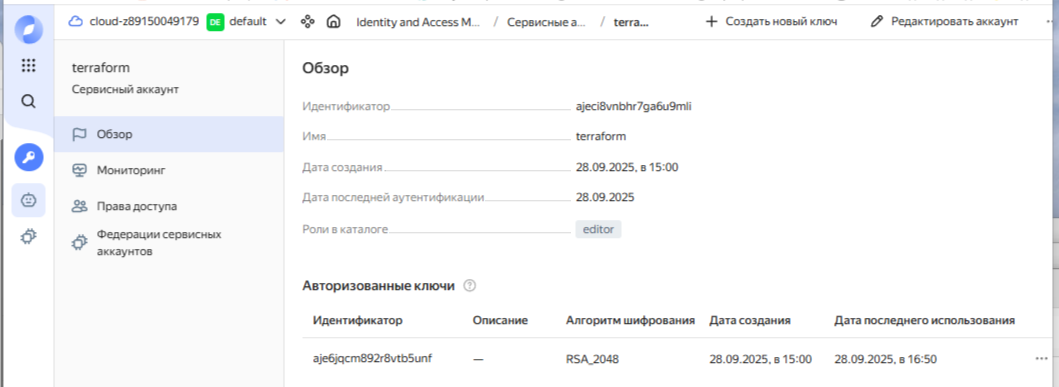 cloud-z89150049179 DE default Identity and Access M... / Сервисные а... / terra... + Создать новый ключ Редактировать аккаунт
terraform
Сервисный аккаунт
Обзор
Мониторинг
Права доступа
Федерации сервисных
аккаунтов
Обзор
Идентификатор ajeci8vnbhr7ga6u9mli
Имя terraform
Дата создания 28.09.2025, в 15:00
Дата последней аутентификации 28.09.2025
Роли в каталоге editor
Авторизованные ключи ?
Идентификатор Описание Алгоритм шифрования Дата создания Дата последнего использования
aje6jqcm892r8vtb5unf — RSA_2048 28.09.2025, в 15:00 28.09.2025, в 16:50 ...